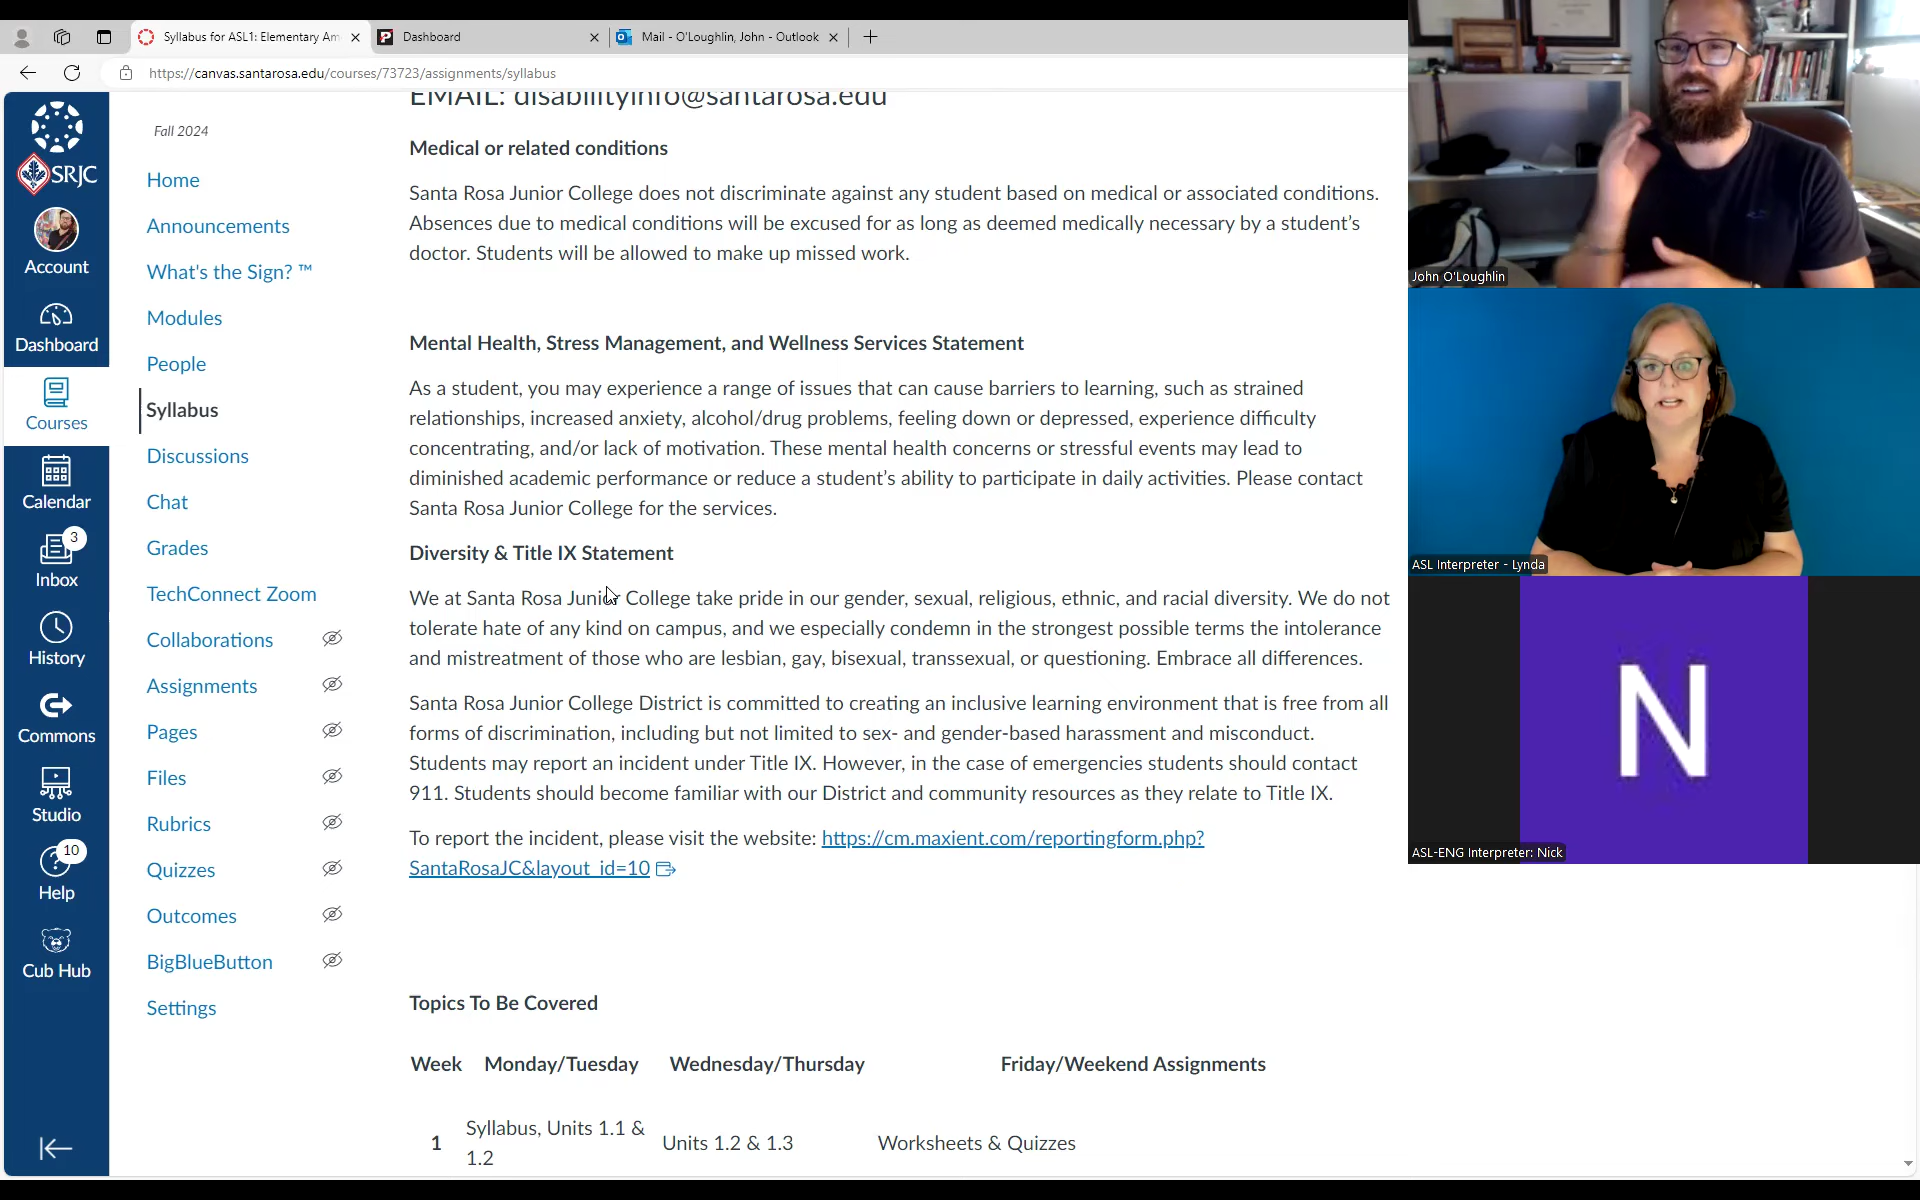 Syllabus for ASL1: Elementary Am
Dashboard
Mail - O'Loughlin, John - Outlook
https://canvas.santarosa.edu/courses/73723/assignments/syllabus
SRJC
Account
Dashboard
Courses
Calendar
3
Inbox
History
Commons
Studio
10
Help
Cub Hub
Fall 2024
Home
Announcements
What's the Sign? ™
Modules
People
Syllabus
Discussions
Chat
Grades
TechConnect Zoom
Collaborations
Assignments
Pages
Files
Rubrics
Quizzes
Outcomes
BigBlueButton
Settings
EMAIL: disabilityinfo@santarosa.edu
Medical or related conditions
Santa Rosa Junior College does not discriminate against any student based on medical or associated conditions.
Absences due to medical conditions will be excused for as long as deemed medically necessary by a student’s
doctor. Students will be allowed to make up missed work.
Mental Health, Stress Management, and Wellness Services Statement
As a student, you may experience a range of issues that can cause barriers to learning, such as strained
relationships, increased anxiety, alcohol/drug problems, feeling down or depressed, experience difficulty
concentrating, and/or lack of motivation. These mental health concerns or stressful events may lead to
diminished academic performance or reduce a student’s ability to participate in daily activities. Please contact
Santa Rosa Junior College for the services.
Diversity & Title IX Statement
We at Santa Rosa Junior College take pride in our gender, sexual, religious, ethnic, and racial diversity. We do not
tolerate hate of any kind on campus, and we especially condemn in the strongest possible terms the intolerance
and mistreatment of those who are lesbian, gay, bisexual, transsexual, or questioning. Embrace all differences.
Santa Rosa Junior College District is committed to creating an inclusive learning environment that is free from all
forms of discrimination, including but not limited to sex- and gender-based harassment and misconduct.
Students may report an incident under Title IX. However, in the case of emergencies students should contact
911. Students should become familiar with our District and community resources as they relate to Title IX.
To report the incident, please visit the website: https://cm.maxient.com/reportingform.php?
SantaRosaJC&layout_id=10
Topics To Be Covered
Week Monday/Tuesday Wednesday/Thursday Friday/Weekend Assignments
1 Syllabus, Units 1.1 &
1.2 Units 1.2 & 1.3 Worksheets & Quizzes
John O'Loughlin
ASL Interpreter - Lynda
N
ASL-ENG Interpreter: Nick